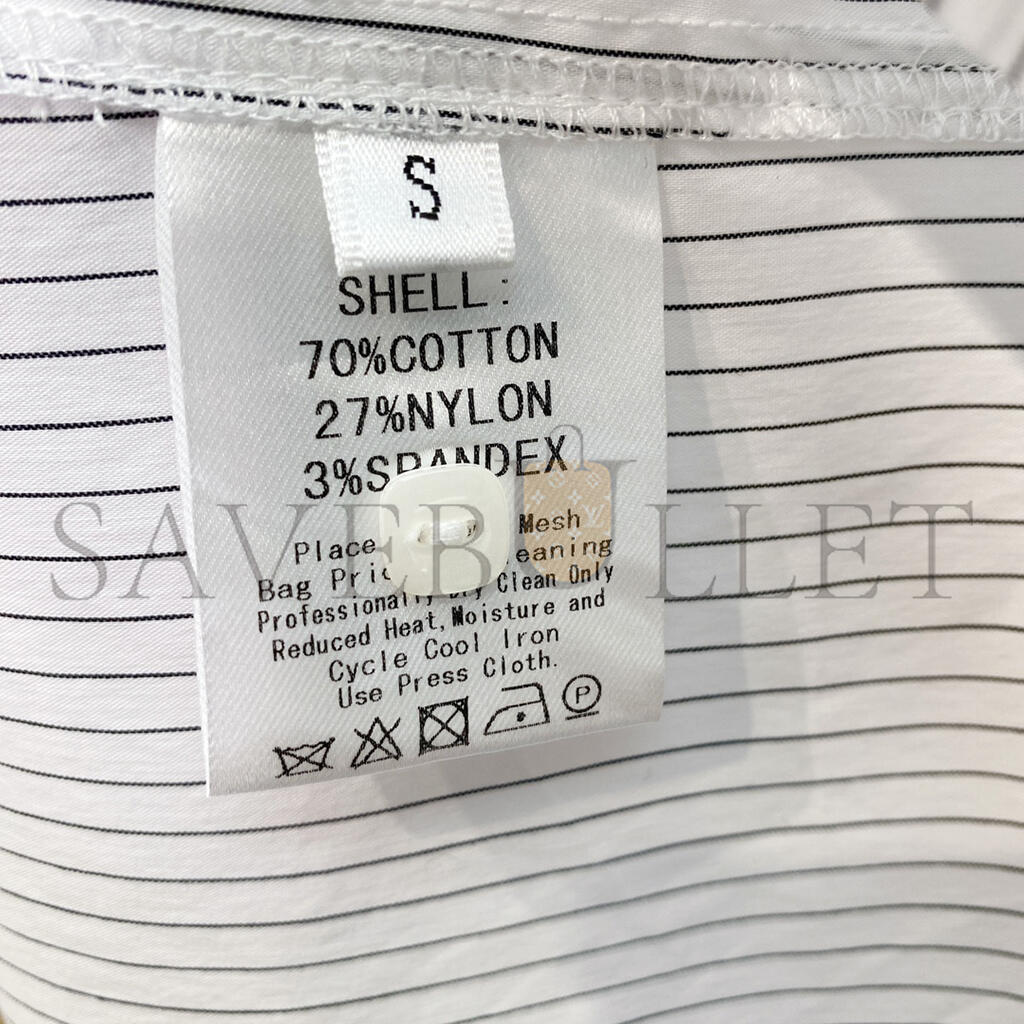 S
SHELL:
70%COTTON
27%NYLON
3%SPANDEX
Place Mesh
Bag
Professionally Dry Clean Only
Reduced Heat,Moisture and
Cycle Cool Iron
Use Press Cloth.
P
SAVEBULLET